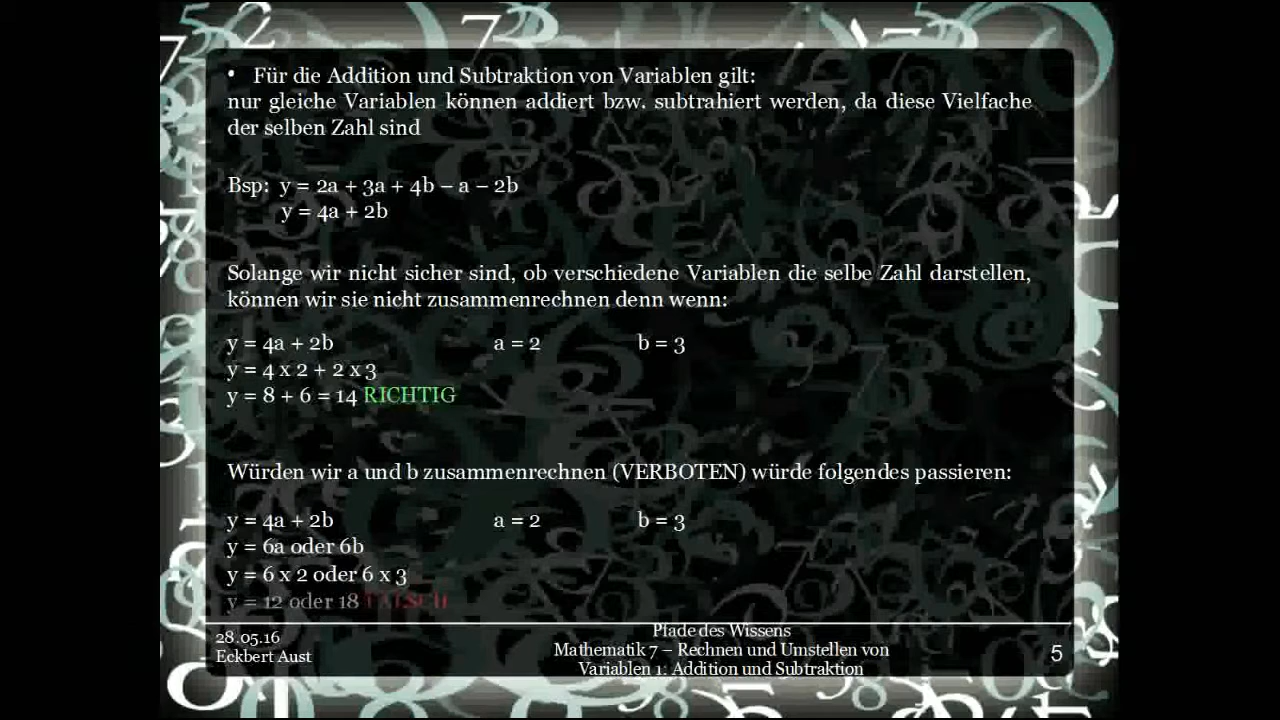 • Für die Addition und Subtraktion von Variablen gilt:
nur gleiche Variablen können addiert bzw. subtrahiert werden, da diese Vielfache
der selben Zahl sind
Bsp: y = 2a + 3a + 4b – a – 2b
y = 4a + 2b
Solange wir nicht sicher sind, ob verschiedene Variablen die selbe Zahl darstellen,
können wir sie nicht zusammenrechnen denn wenn:
y = 4a + 2b a = 2 b = 3
y = 4 x 2 + 2 x 3
y = 8 + 6 = 14 RICHTIG
Würden wir a und b zusammenrechnen (VERBOTEN) würde folgendes passieren:
y = 4a + 2b a = 2 b = 3
y = 6a oder 6b
y = 6 x 2 oder 6 x 3
y = 12 oder 18 FALSCH
28.05.16
Eckbert Aust
Pfade des Wissens
Mathematik 7 – Rechnen und Umstellen von
Variablen 1: Addition und Subtraktion
5